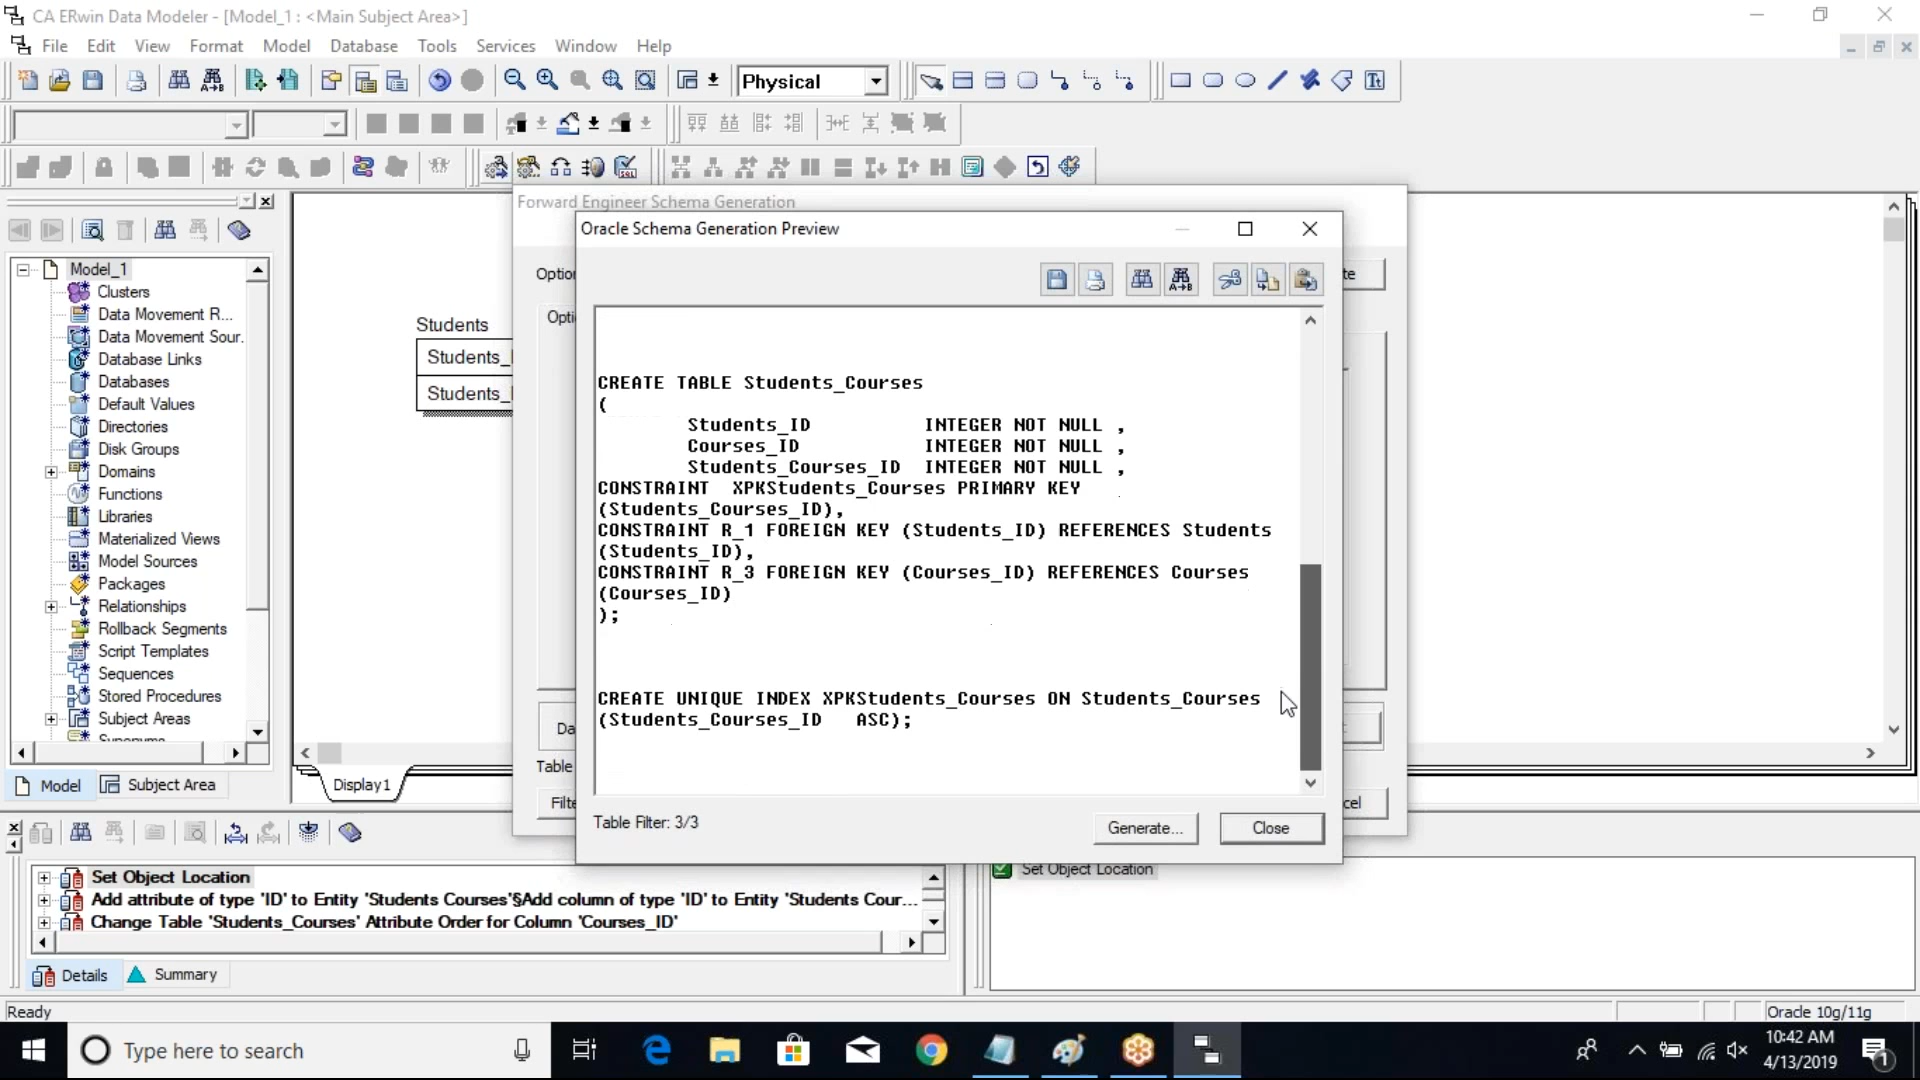 CA ERwin Data Modeler - [Model_1 : <Main Subject Area>]
File Edit View Format Model Database Tools Services Window Help
Physical
A→B
Tt
SQL
Forward Engineer Schema Generation
Oracle Schema Generation Preview
Model_1
Clusters
Data Movement R...
Data Movement Sour.
Database Links
Databases
Default Values
Directories
Disk Groups
Domains
Functions
Libraries
Materialized Views
Model Sources
Packages
Relationships
Rollback Segments
Script Templates
Sequences
Stored Procedures
Subject Areas
Model Subject Area
Students
Students_
Students_
Display1
A→B
CREATE TABLE Students_Courses
(
Students_ID INTEGER NOT NULL ,
Courses_ID INTEGER NOT NULL ,
Students_Courses_ID INTEGER NOT NULL ,
CONSTRAINT XPKStudents_Courses PRIMARY KEY
(Students_Courses_ID),
CONSTRAINT R_1 FOREIGN KEY (Students_ID) REFERENCES Students
(Students_ID),
CONSTRAINT R_3 FOREIGN KEY (Courses_ID) REFERENCES Courses
(Courses_ID)
);
CREATE UNIQUE INDEX XPKStudents_Courses ON Students_Courses
(Students_Courses_ID ASC);
Table
Table Filter: 3/3
Generate... Close
Set Object Location
Add attribute of type 'ID' to Entity 'Students Courses'§Add column of type 'ID' to Entity 'Students Cour...
Change Table 'Students_Courses' Attribute Order for Column 'Courses_ID'
Details Summary
Set Object Location
Ready
Oracle 10g/11g
Type here to search
10:42 AM
4/13/2019
1